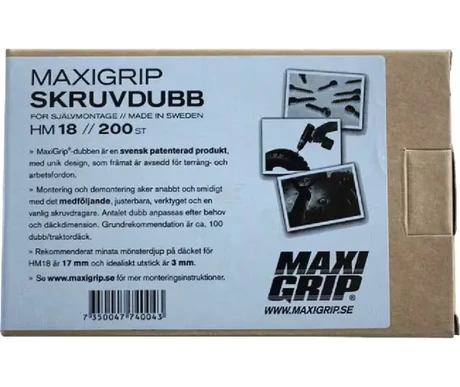 MAXIGRIP
SKRUVDUBB
FÖR SJÄLVMONTAGE // MADE IN SWEDEN
HM 18 // 200 ST
» MaxiGrip®-dubben är en svensk patenterad produkt,
med unik design, som främst är avsedd för terräng- och
arbetsfordon.
» Montering och demontering sker snabbt och smidigt
med det medföljande, justerbara, verktyget och en
vanlig skruvdragare. Antalet dubb anpassas efter behov
och däckdimension. Grundrekommendation är ca. 100
dubb/traktordäck.
» Rekommenderat minsta mönsterdjup på däcket för
HM18 är 17 mm och idealiskt utstick är 3 mm.
» Se www.maxigrip.se för mer monteringsinstruktioner.
7 350047 740043
MAXI
GRIP®
WWW.MAXIGRIP.SE